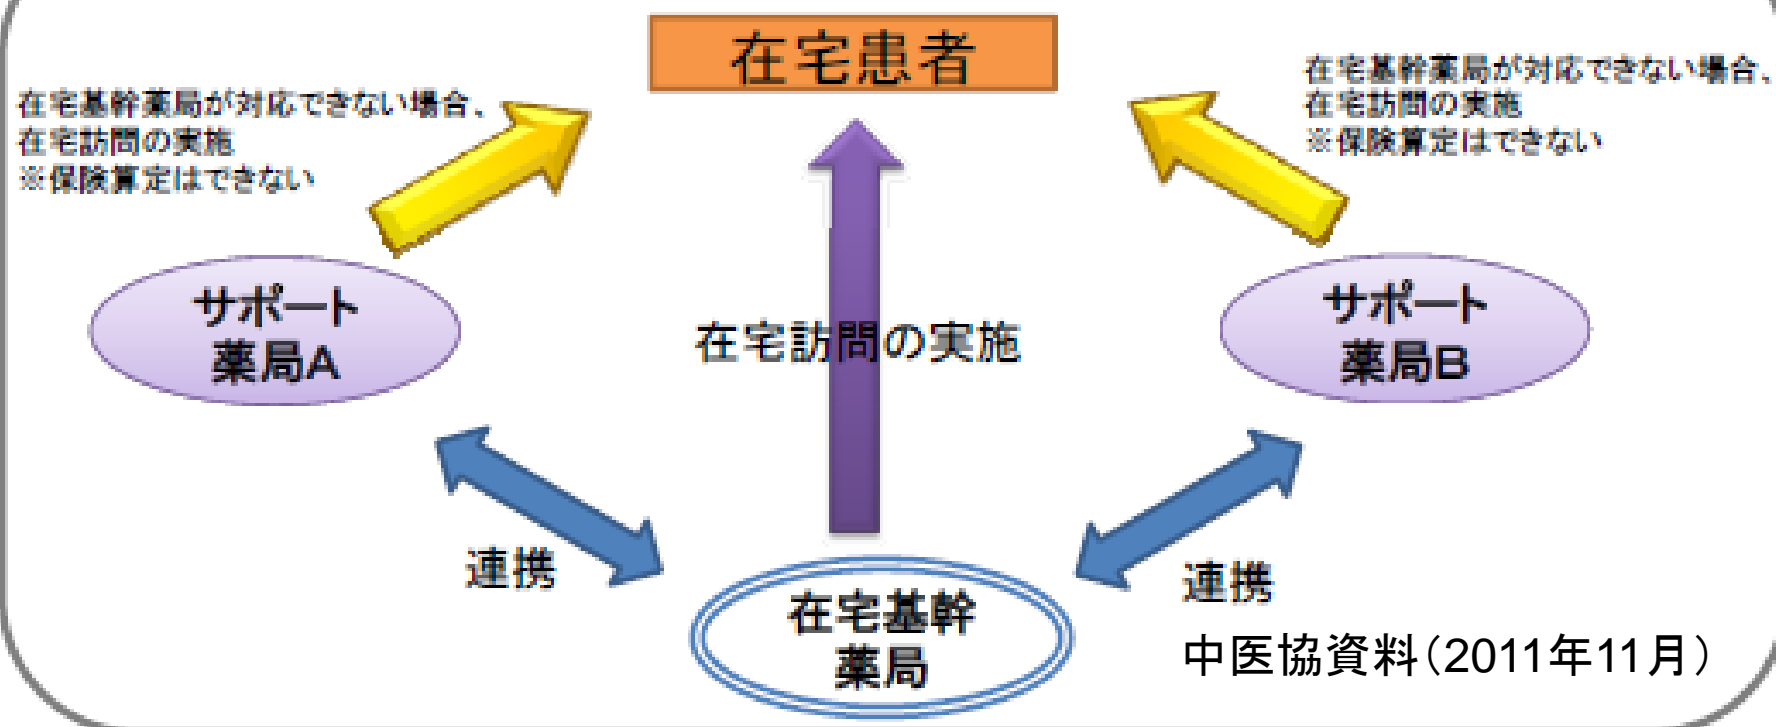 在宅患者
在宅基幹薬局が対応できない場合、
在宅訪問の実施
※保険算定はできない
在宅基幹薬局が対応できない場合、
在宅訪問の実施
※保険算定はできない
サポート
薬局A
在宅訪問の実施
サポート
薬局B
連携
連携
在宅基幹
薬局
中医協資料（2011年11月）